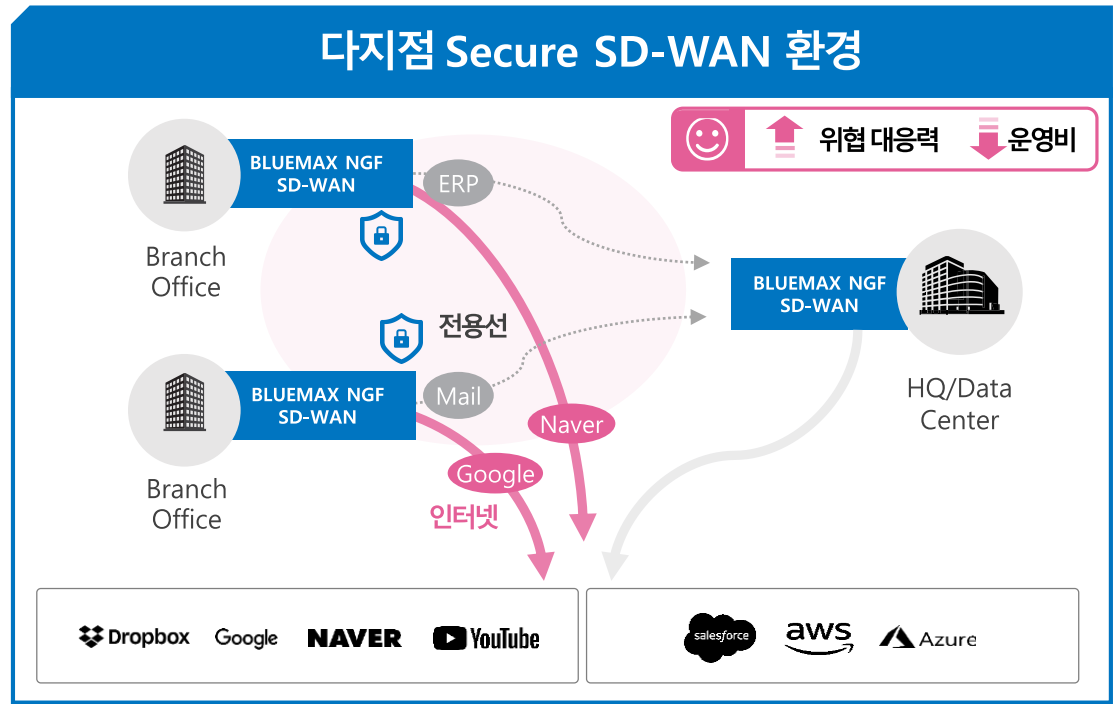 다지점 Secure SD-WAN 환경
위협 대응력
운영비
BLUEMAX NGF
SD-WAN
ERP
Branch
Office
BLUEMAX NGF
SD-WAN
전용선
BLUEMAX NGF
SD-WAN
Mail
HQ/Data
Center
Naver
Google
Branch
Office
인터넷
Dropbox
Google
NAVER
YouTube
salesforce
aws
Azure